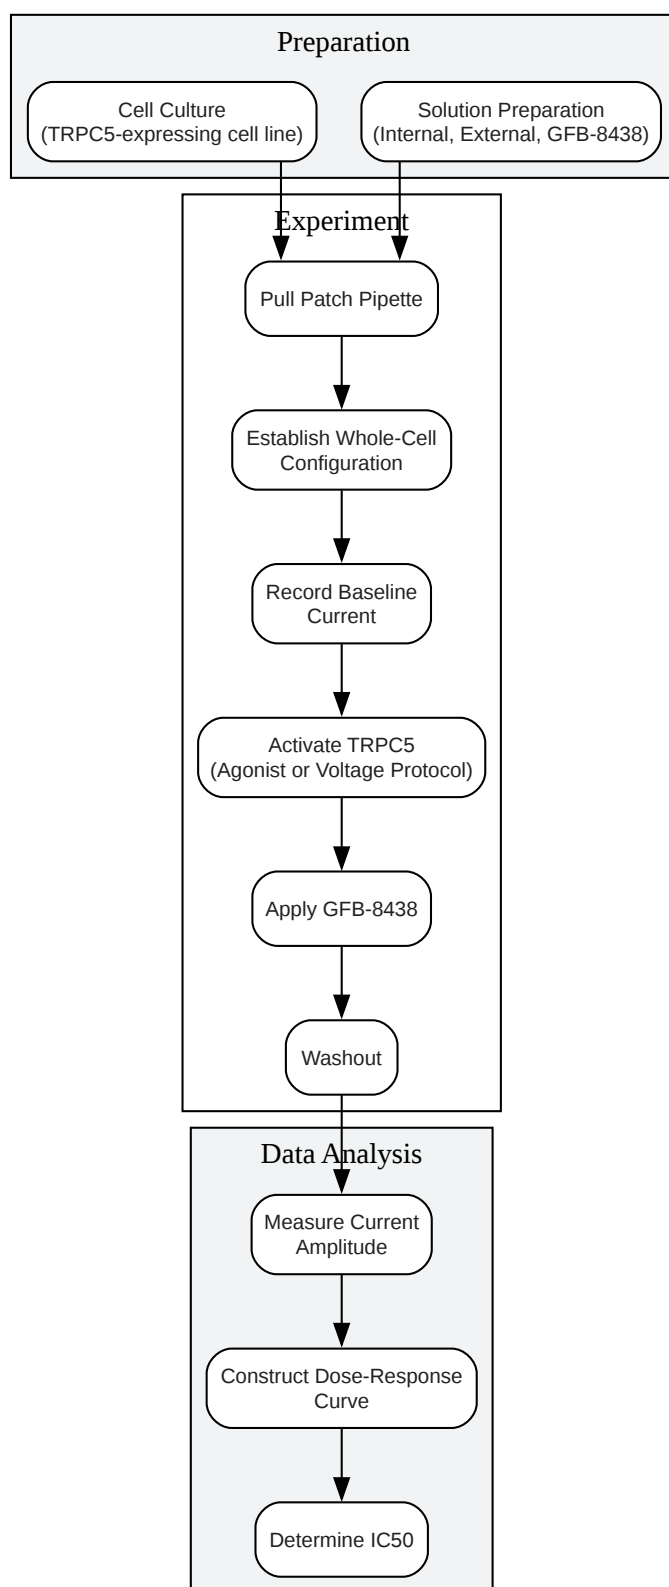 Preparation
Cell Culture
(TRPC5-expressing cell line)
Solution Preparation
(Internal, External, GFB-8438)
Experiment
Pull Patch Pipette
Establish Whole-Cell
Configuration
Record Baseline
Current
Activate TRPC5
(Agonist or Voltage Protocol)
Apply GFB-8438
Washout
Data Analysis
Measure Current
Amplitude
Construct Dose-Response
Curve
Determine IC50